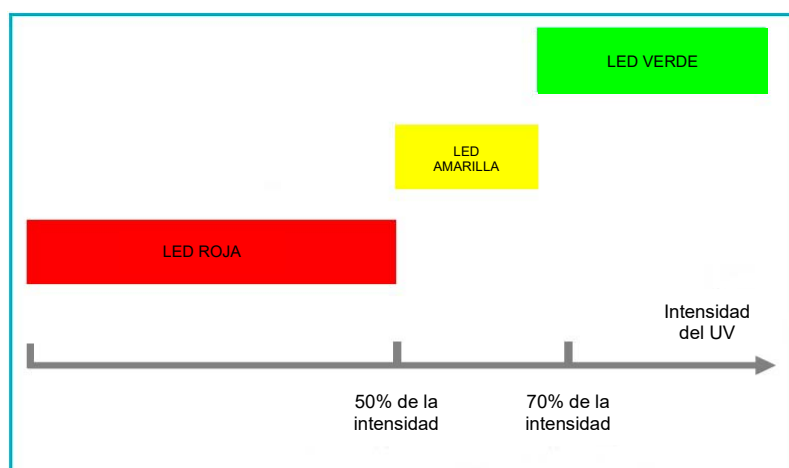 LED VERDE
LED
AMARILLA
LED ROJA
Intensidad
del UV
50% de la
intensidad
70% de la
intensidad